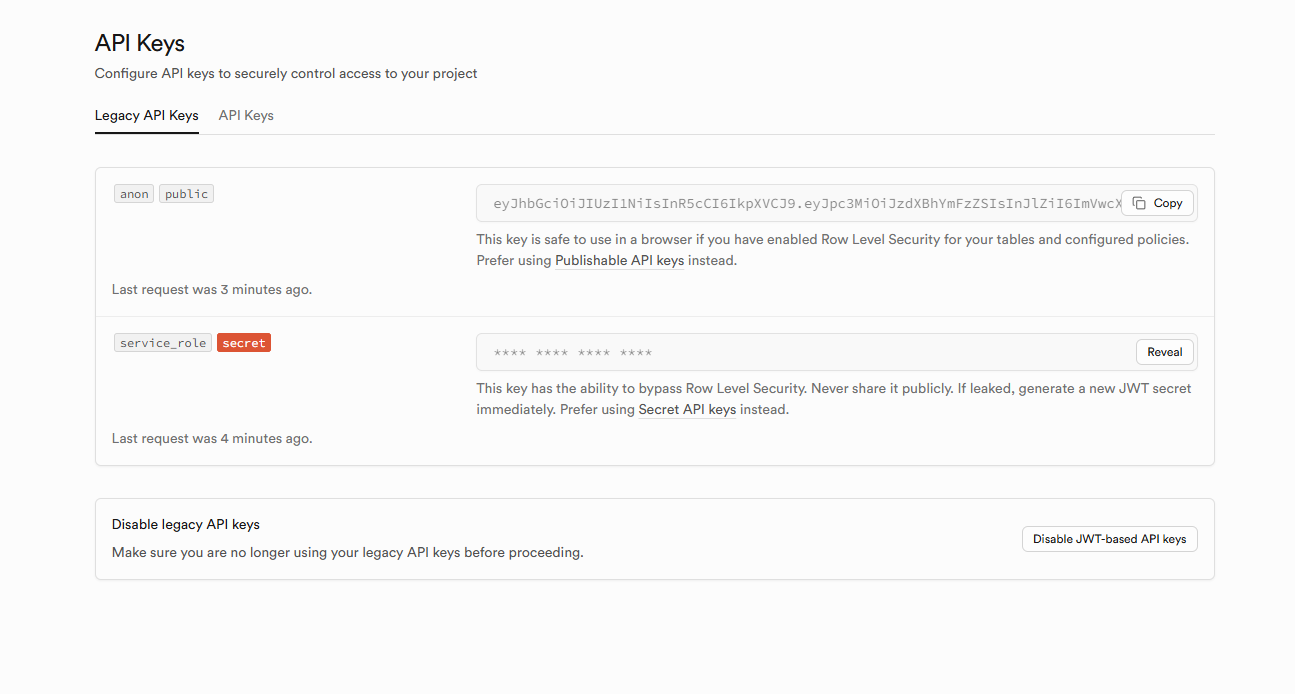 API Keys
Configure API keys to securely control access to your project
Legacy API Keys
API Keys
anon public
eyJhbGciOiJIUzI1NiIsInR5cCI6IkpXVCJ9.eyJpc3MiOiJzdXBhYmFzZSIsInJlZiI6ImVwcX
Copy
This key is safe to use in a browser if you have enabled Row Level Security for your tables and configured policies.
Prefer using Publishable API keys instead.
Last request was 3 minutes ago.
service_role secret
**** **** **** ****
Reveal
This key has the ability to bypass Row Level Security. Never share it publicly. If leaked, generate a new JWT secret
immediately. Prefer using Secret API keys instead.
Last request was 4 minutes ago.
Disable legacy API keys
Make sure you are no longer using your legacy API keys before proceeding.
Disable JWT-based API keys